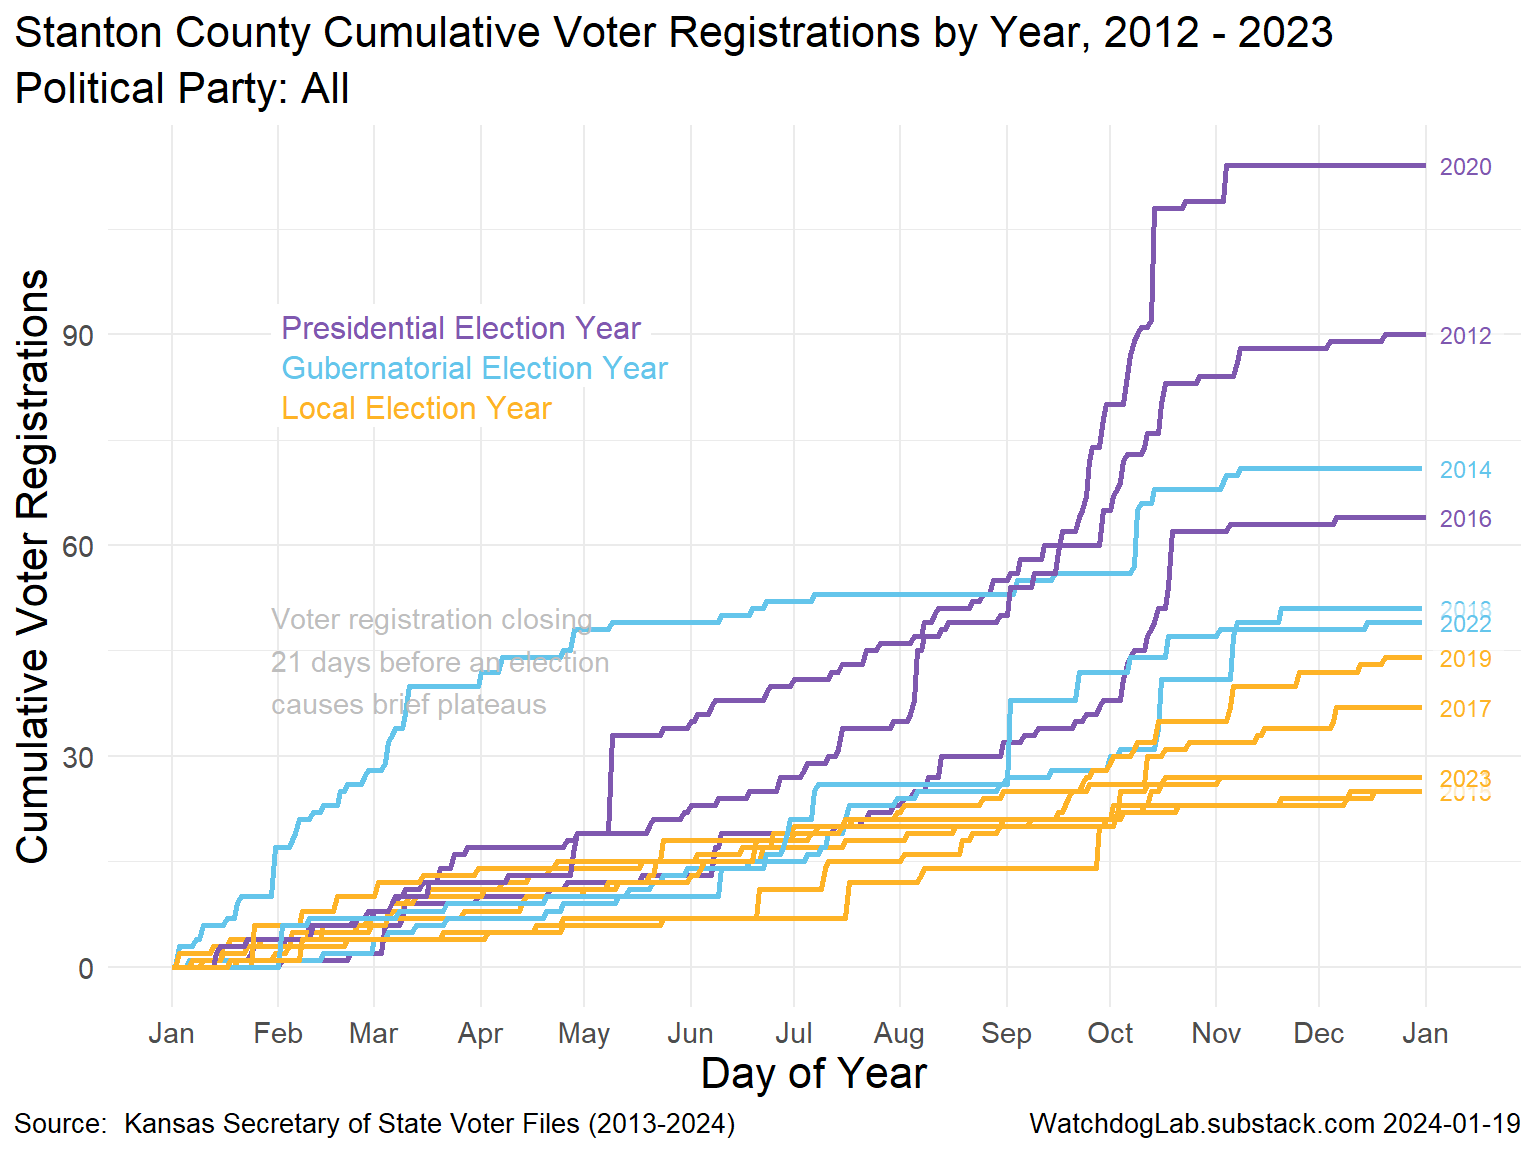 Stanton County Cumulative Voter Registrations by Year, 2012 - 2023
Political Party: All
Cumulative Voter Registrations
90
60
30
0
Presidential Election Year
Gubernatorial Election Year
Local Election Year
Voter registration closing
21 days before an election
causes brief plateaus
2020
2012
2014
2016
2018
2022
2019
2017
2023
Jan Feb Mar Apr May Jun Jul Aug Sep Oct Nov Dec Jan
Day of Year
Source:  Kansas Secretary of State Voter Files (2013-2024)
WatchdogLab.substack.com 2024-01-19